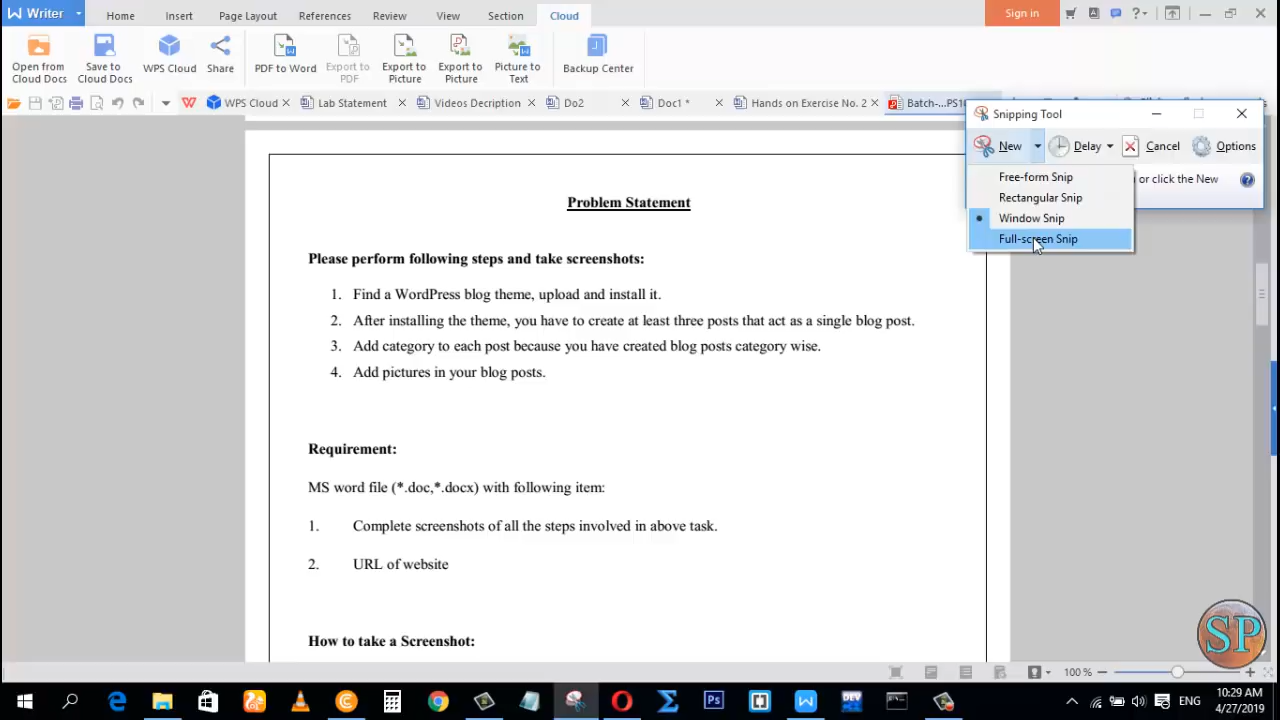 Writer
Home
Insert
Page Layout
References
Review
View
Section
Cloud
Sign in
Open from
Cloud Docs
Save to
Cloud Docs
WPS Cloud
Share
PDF to Word
Export to
PDF
Export to
Picture
Export to
Picture
Picture to
Text
Backup Center
WPS Cloud
Lab Statement
Videos Decription
Do2
Doc1 *
Hands on Exercise No. 2
Snipping Tool
New
Delay
Cancel
Options
or click the New
Free-form Snip
Rectangular Snip
Window Snip
Full-screen Snip
Problem Statement
Please perform following steps and take screenshots:
1. Find a WordPress blog theme, upload and install it.
2. After installing the theme, you have to create at least three posts that act as a single blog post.
3. Add category to each post because you have created blog posts category wise.
4. Add pictures in your blog posts.
Requirement:
MS word file (*.doc,*.docx) with following item:
1. Complete screenshots of all the steps involved in above task.
2. URL of website
How to take a Screenshot:
SP
100 %
ENG
10:29 AM
4/27/2019